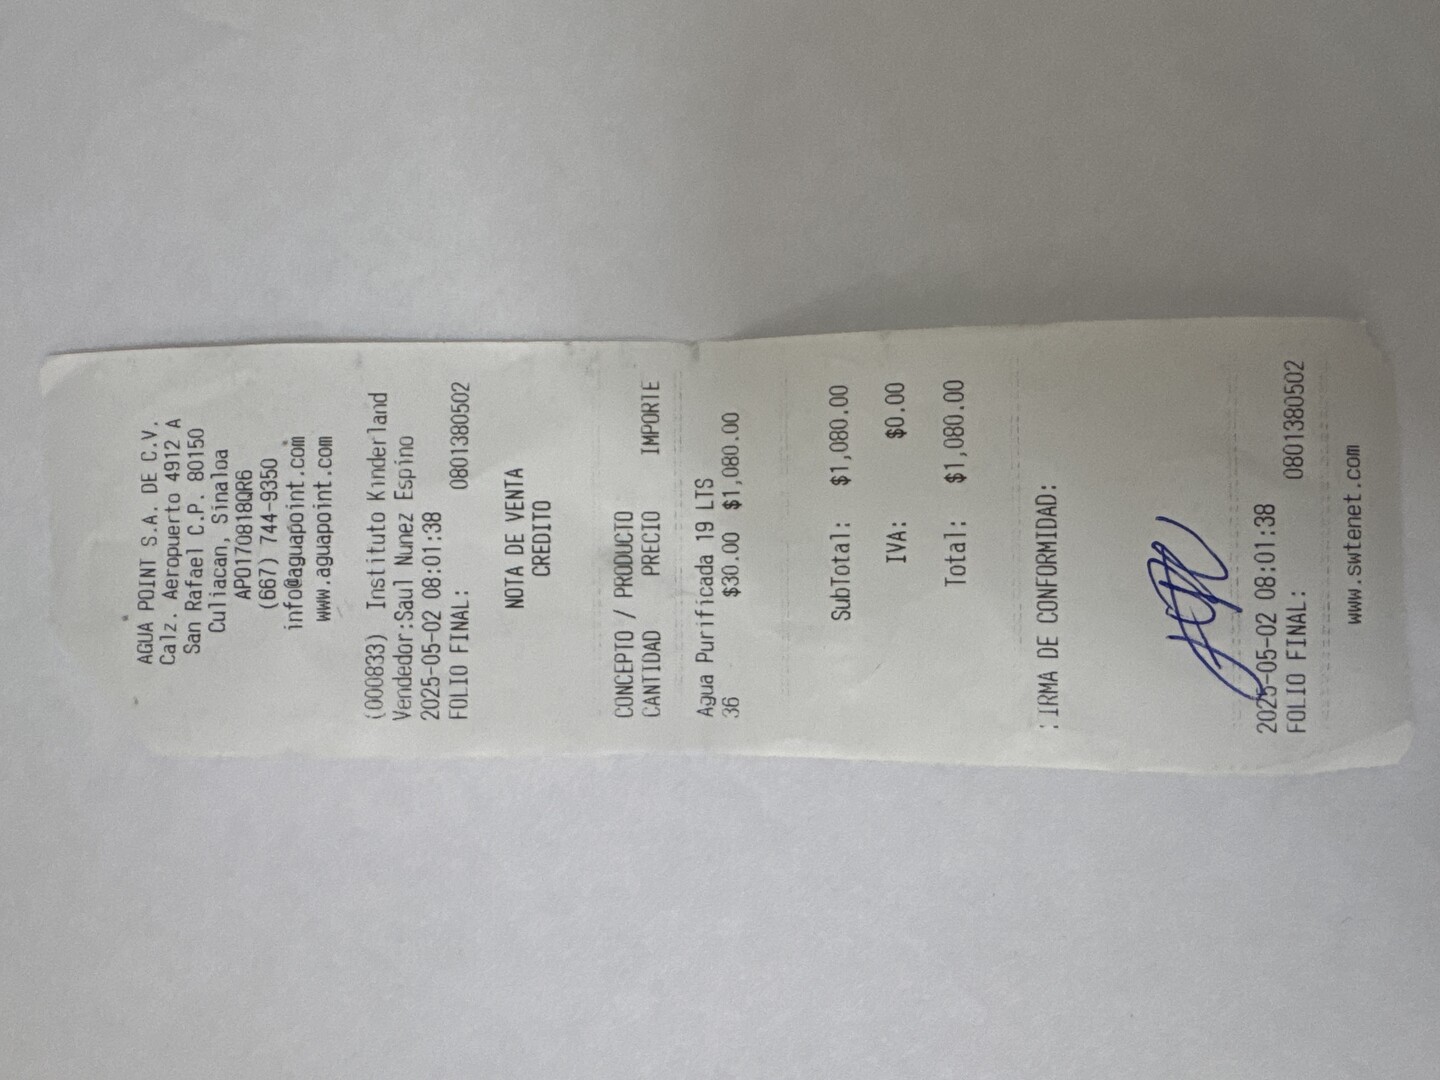 AGUA POINT S.A. DE C.V.
Calz. Aeropuerto 4912 A
San Rafael C.P. 80150
Culiacan, Sinaloa
APO170818QR6
(667) 744-9350
info@aguapoint.com
www.aguapoint.com
(000833) Instituto Kinderland
Vendedor:Saul Nunez Espino
2025-05-02 08:01:38
FOLIO FINAL: 0801380502
NOTA DE VENTA
CREDITO
CONCEPTO / PRODUCTO
CANTIDAD PRECIO IMPORTE
Agua Purificada 19 LTS
36 $30.00 $1,080.00
SubTotal: $1,080.00
IVA: $0.00
Total: $1,080.00
:IRMA DE CONFORMIDAD:
2025-05-02 08:01:38
FOLIO FINAL: 0801380502
www.swtenet.com